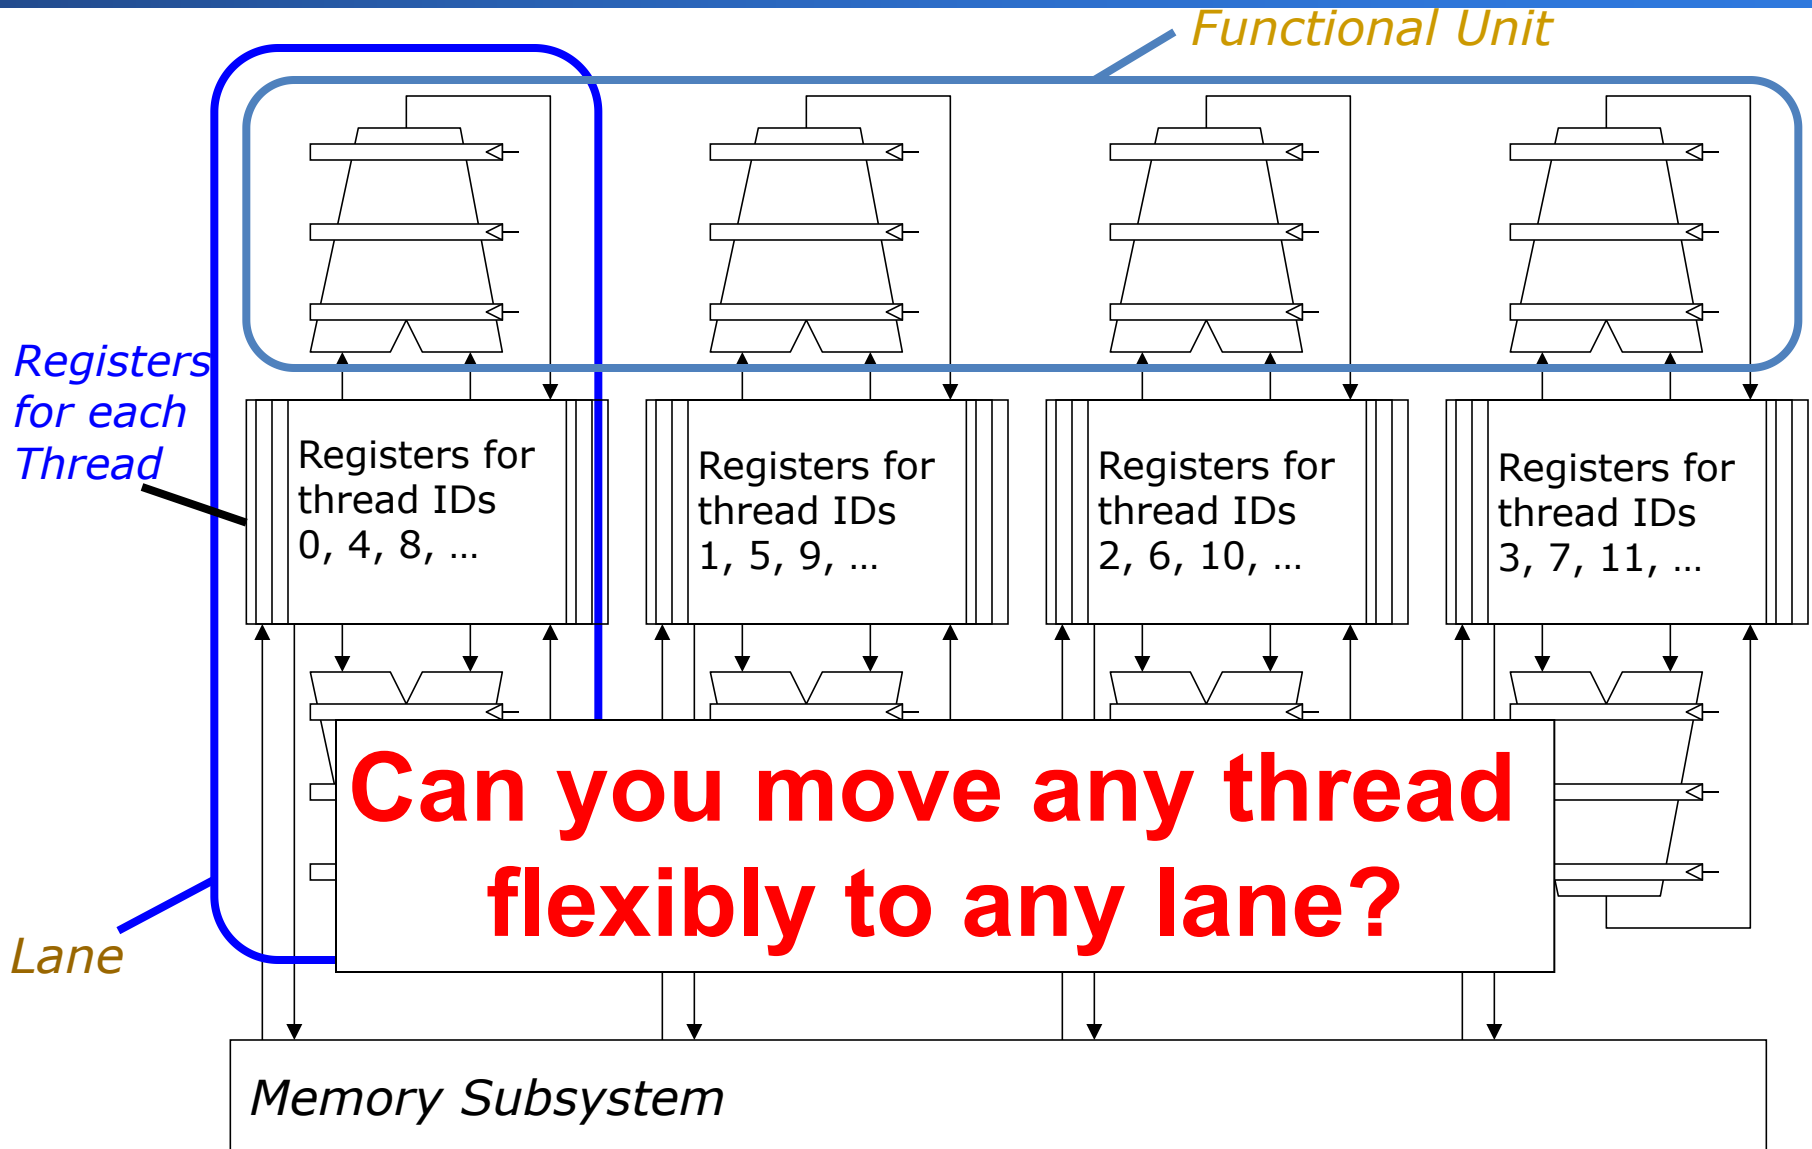 Functional Unit
Registers
for each
Thread
Registers for
thread IDs
0, 4, 8, …
Registers for
thread IDs
1, 5, 9, …
Registers for
thread IDs
2, 6, 10, …
Registers for
thread IDs
3, 7, 11, …
Can you move any thread
flexibly to any lane?
Lane
Memory Subsystem